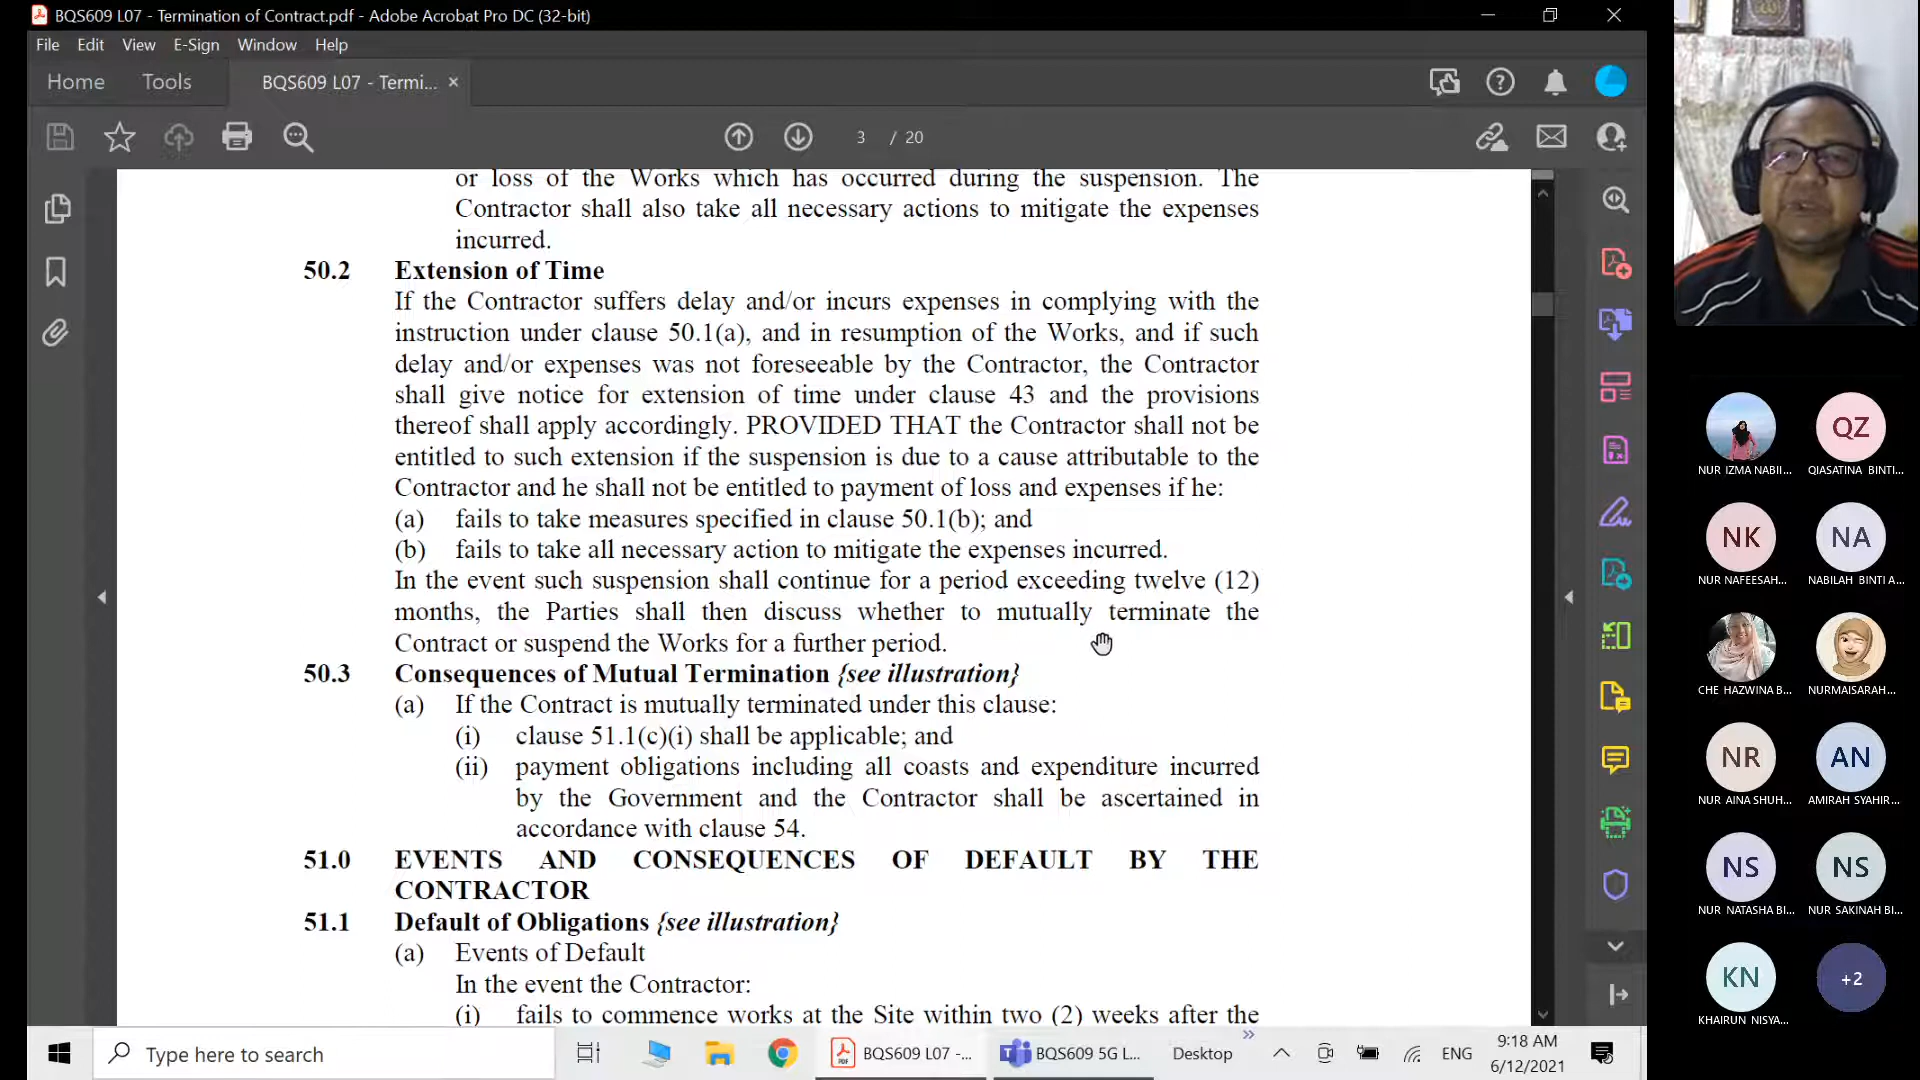 BQS609 L07 - Termination of Contract.pdf - Adobe Acrobat Pro DC (32-bit)
File Edit View E-Sign Window Help
Home Tools BQS609 L07 - Termi...
3 / 20
or loss of the Works which has occurred during the suspension. The
Contractor shall also take all necessary actions to mitigate the expenses
incurred.
50.2 Extension of Time
If the Contractor suffers delay and/or incurs expenses in complying with the
instruction under clause 50.1(a), and in resumption of the Works, and if such
delay and/or expenses was not foreseeable by the Contractor, the Contractor
shall give notice for extension of time under clause 43 and the provisions
thereof shall apply accordingly. PROVIDED THAT the Contractor shall not be
entitled to such extension if the suspension is due to a cause attributable to the
Contractor and he shall not be entitled to payment of loss and expenses if he:
(a) fails to take measures specified in clause 50.1(b); and
(b) fails to take all necessary action to mitigate the expenses incurred.
In the event such suspension shall continue for a period exceeding twelve (12)
months, the Parties shall then discuss whether to mutually terminate the
Contract or suspend the Works for a further period.
50.3 Consequences of Mutual Termination {see illustration}
(a) If the Contract is mutually terminated under this clause:
(i) clause 51.1(c)(i) shall be applicable; and
(ii) payment obligations including all coasts and expenditure incurred
by the Government and the Contractor shall be ascertained in
accordance with clause 54.
51.0 EVENTS AND CONSEQUENCES OF DEFAULT BY THE
CONTRACTOR
51.1 Default of Obligations {see illustration}
(a) Events of Default
In the event the Contractor:
(i) fails to commence works at the Site within two (2) weeks after the
QZ
NUR IZMA NABII... QIASATINA BINTI...
NK NA
NUR NAFEESAH... NABILAH BINTI A...
CHE HAZWINA B... NURMAISARAH...
NR AN
NUR AINA SHUH... AMIRAH SYAHIR...
NS NS
NUR NATASHA BI... NUR SAKINAH BI...
KN +2
KHAIRUN NISYA...
Type here to search
BQS609 L07 -...
BQS609 5G L...
Desktop
ENG
9:18 AM
6/12/2021